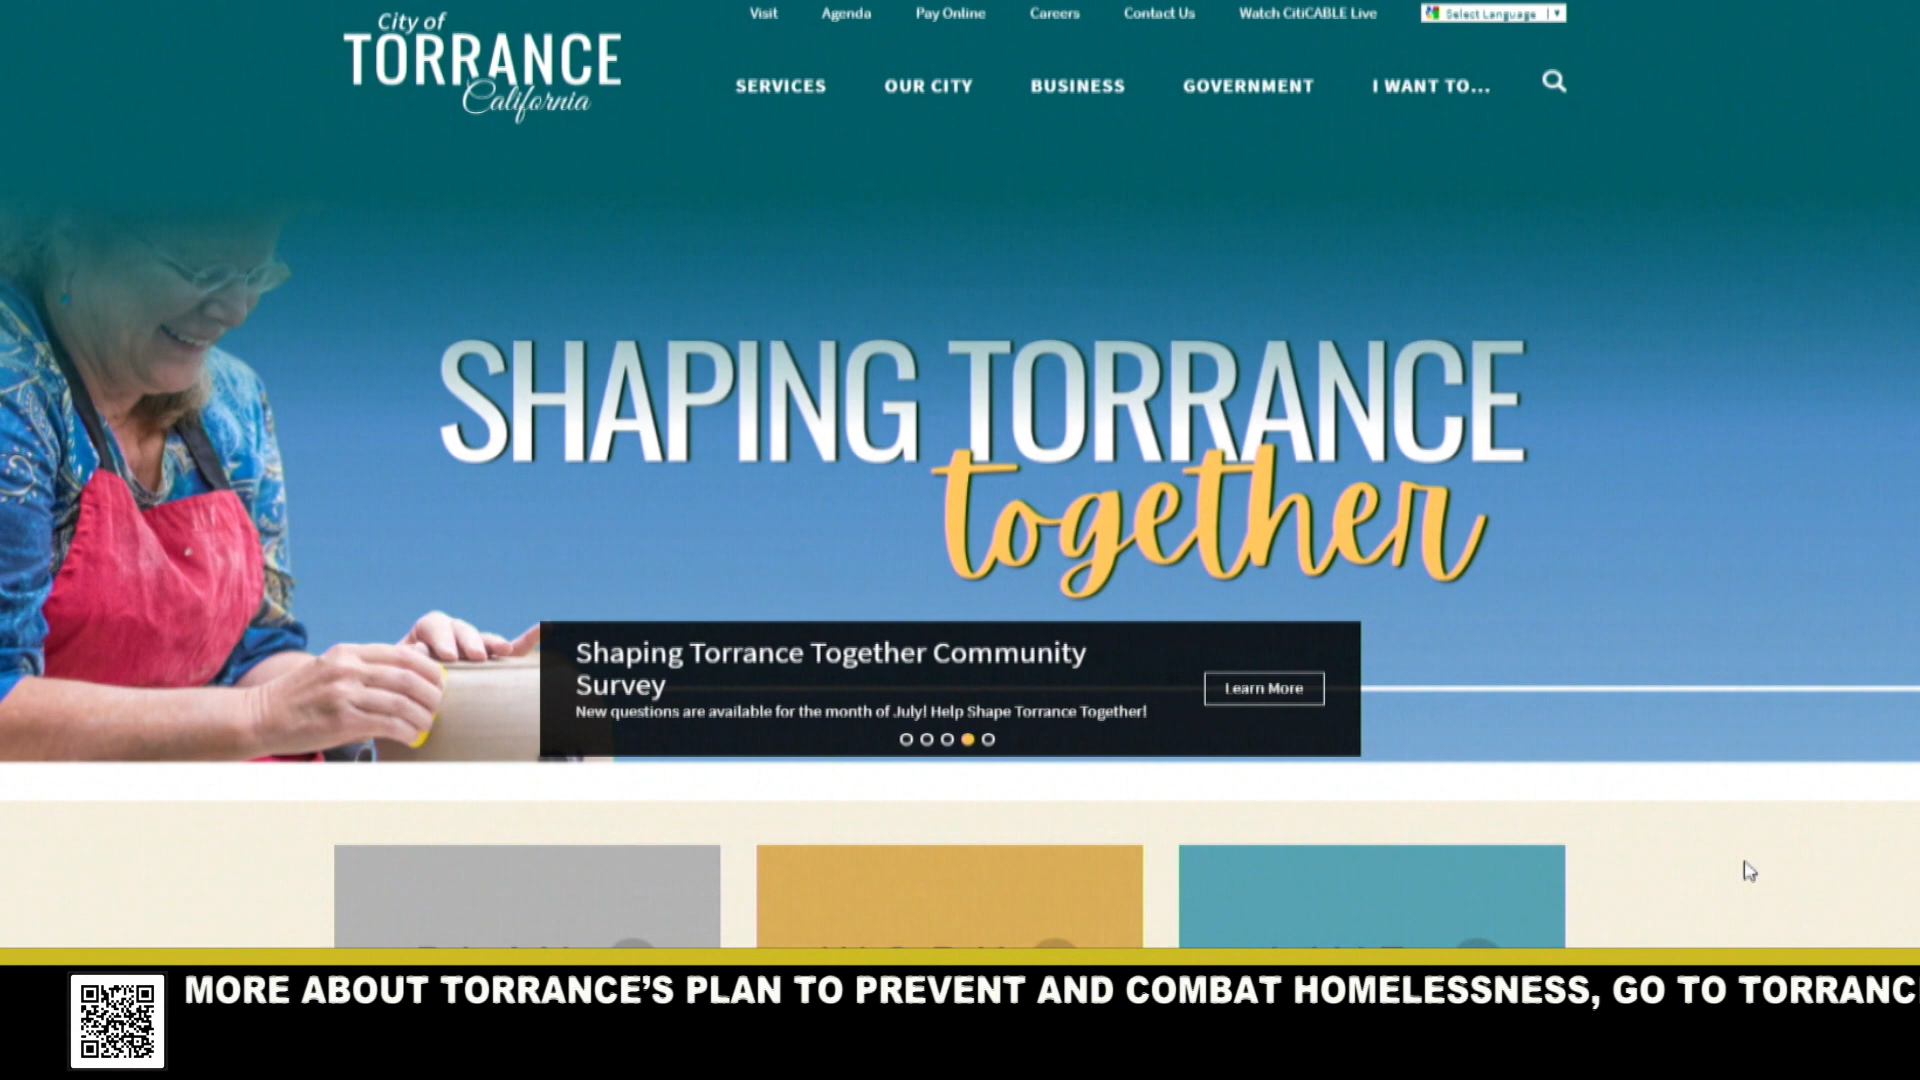 City of
TORRANCE
California
Visit Agenda Pay Online Careers Contact Us Watch CitiCABLE Live Select Language
SERVICES OUR CITY BUSINESS GOVERNMENT I WANT TO...
SHAPING TORRANCE
together
Shaping Torrance Together Community
Survey
New questions are available for the month of July! Help Shape Torrance Together!
Learn More
MORE ABOUT TORRANCE’S PLAN TO PREVENT AND COMBAT HOMELESSNESS, GO TO TORRANC